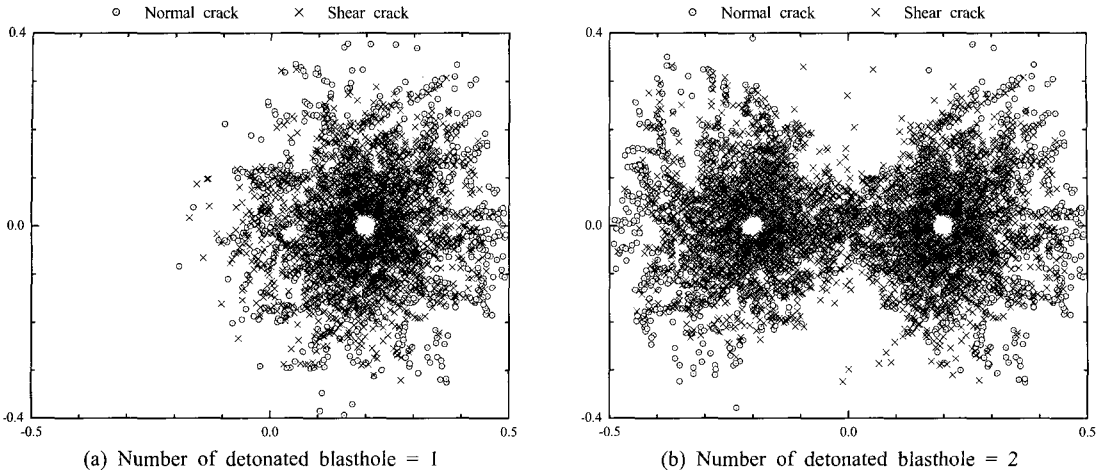 ○ Normal crack × Shear crack
0.4
0.0
-0.4
-0.5 0.0 0.5
(a) Number of detonated blasthole = 1
○ Normal crack × Shear crack
0.4
0.0
-0.4
-0.5 0.0 0.5
(b) Number of detonated blasthole = 2